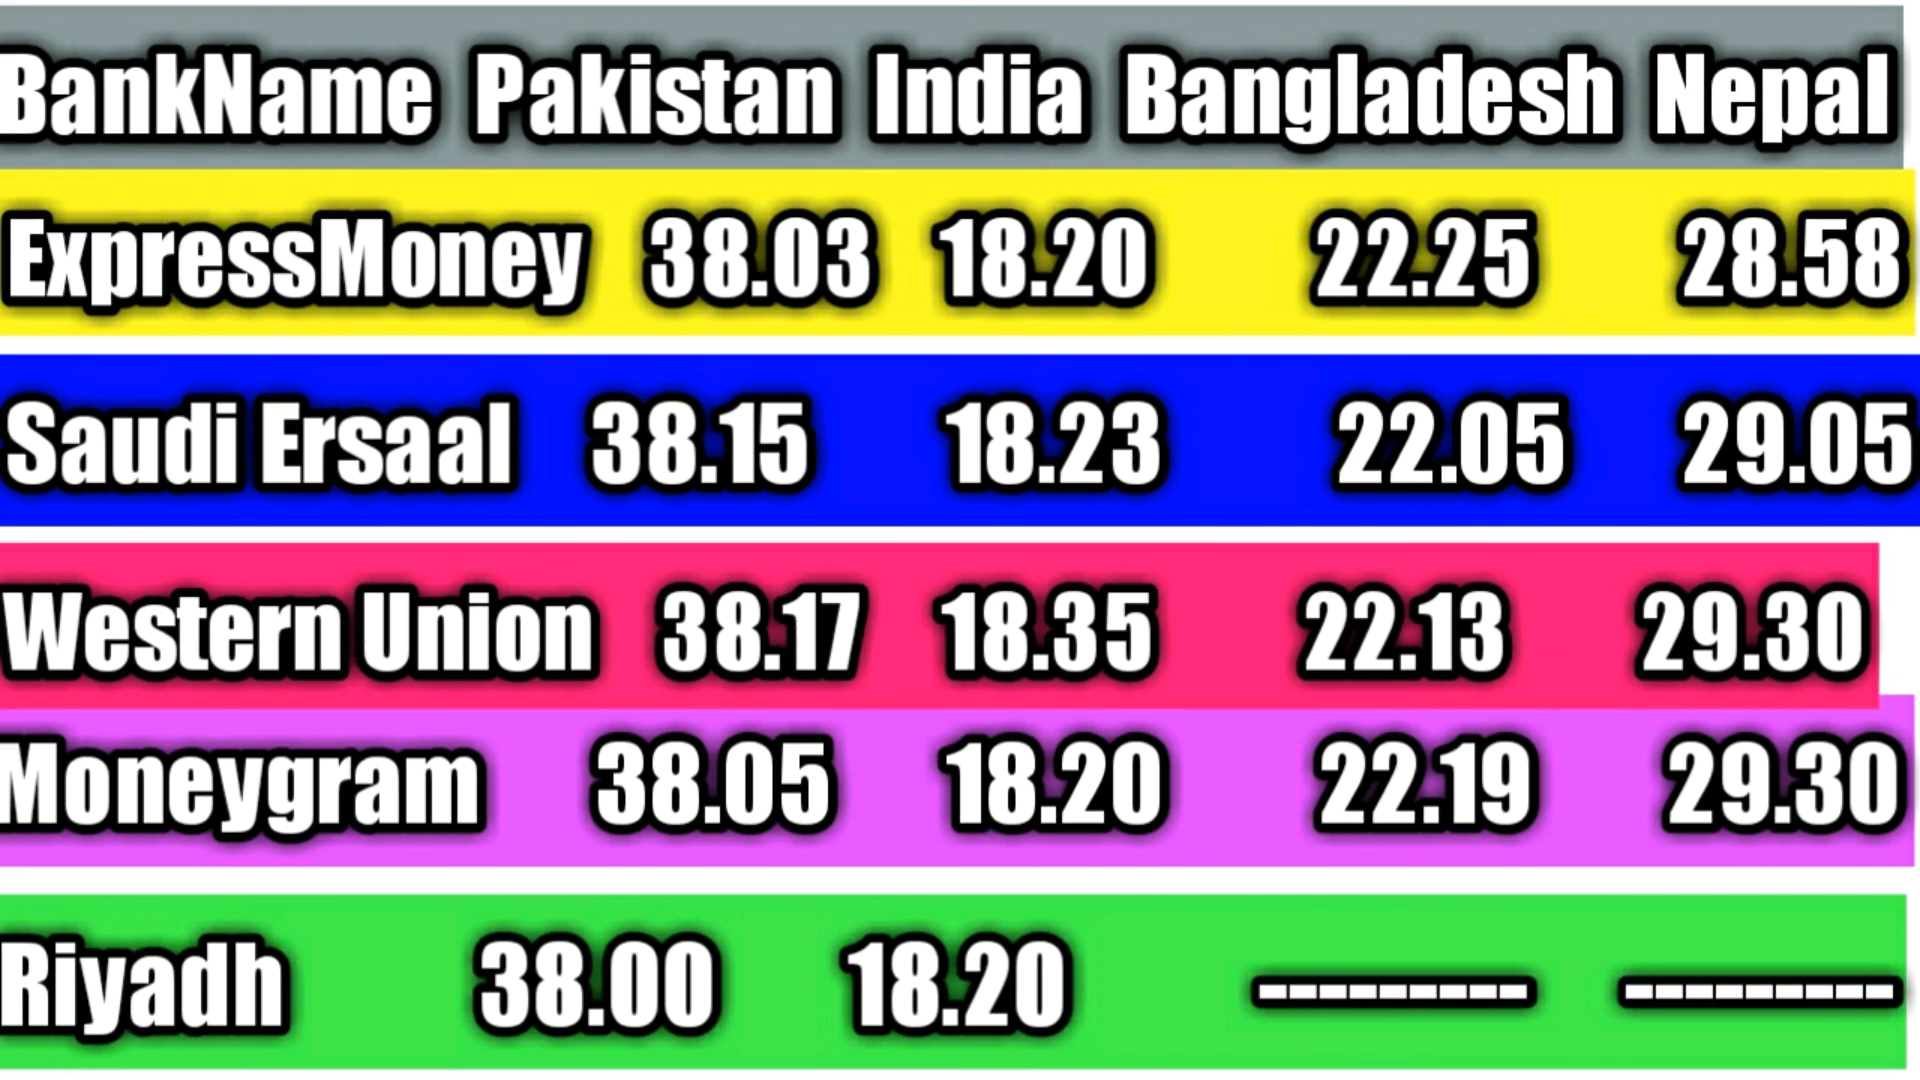 BankName Pakistan India Bangladesh Nepal
ExpressMoney 38.03 18.20 22.25 28.58
Saudi Ersaal 38.15 18.23 22.05 29.05
Western Union 38.17 18.35 22.13 29.30
Moneygram 38.05 18.20 22.19 29.30
Riyadh 38.00 18.20 --------- ---------